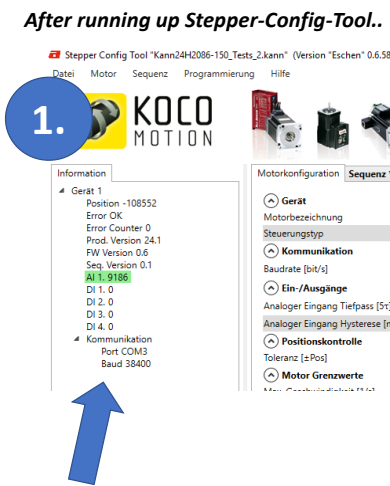 After running up Stepper-Config-Tool..
Stepper Config Tool "Kann24H2086-150_Tests_2.kann" (Version "Eschen" 0.6.58
Datei Motor Sequenz Programmierung Hilfe
1.
KOCO
MOTION
Information
Gerät 1
Position -108552
Error OK
Error Counter 0
Prod. Version 24.1
FW Version 0.6
Seq. Version 0.1
AI 1. 9186
DI 1. 0
DI 2. 0
DI 3. 0
DI 4. 0
Kommunikation
Port COM3
Baud 38400
Motorkonfiguration Sequenz
Gerät
Motorbezeichnung
Steuerungstyp
Kommunikation
Baudrate [bit/s]
Ein-/Ausgänge
Analoger Eingang Tiefpass [5τ]
Analoger Eingang Hysterese [
Positionskontrolle
Toleranz [±Pos]
Motor Grenzwerte